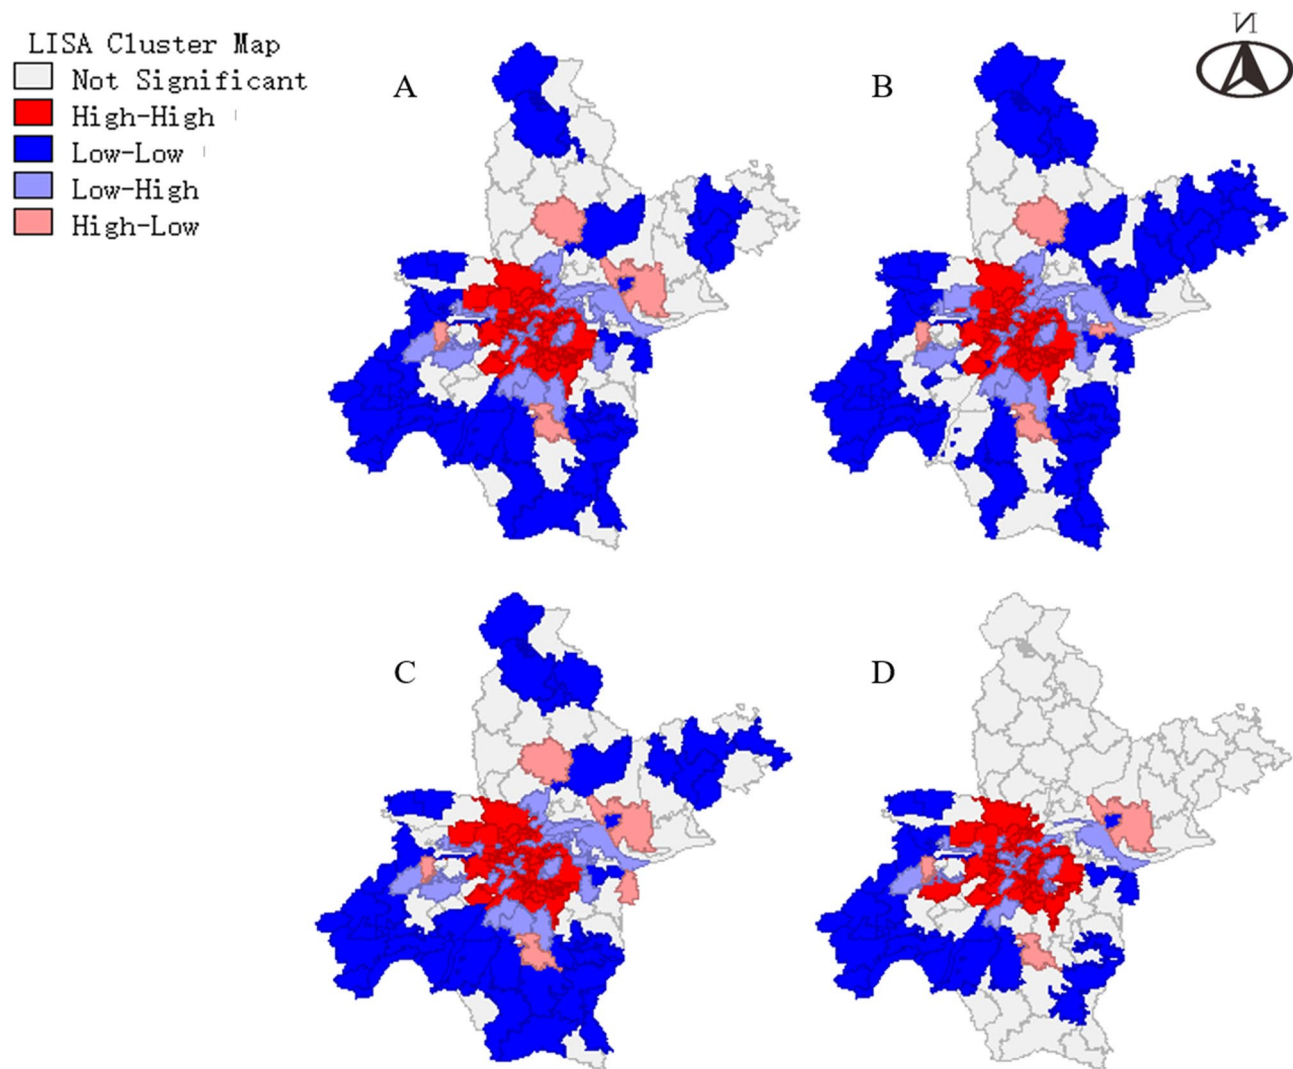 LISA Cluster Map
Not Significant
High-High
Low-Low
Low-High
High-Low
A
B
C
D
N